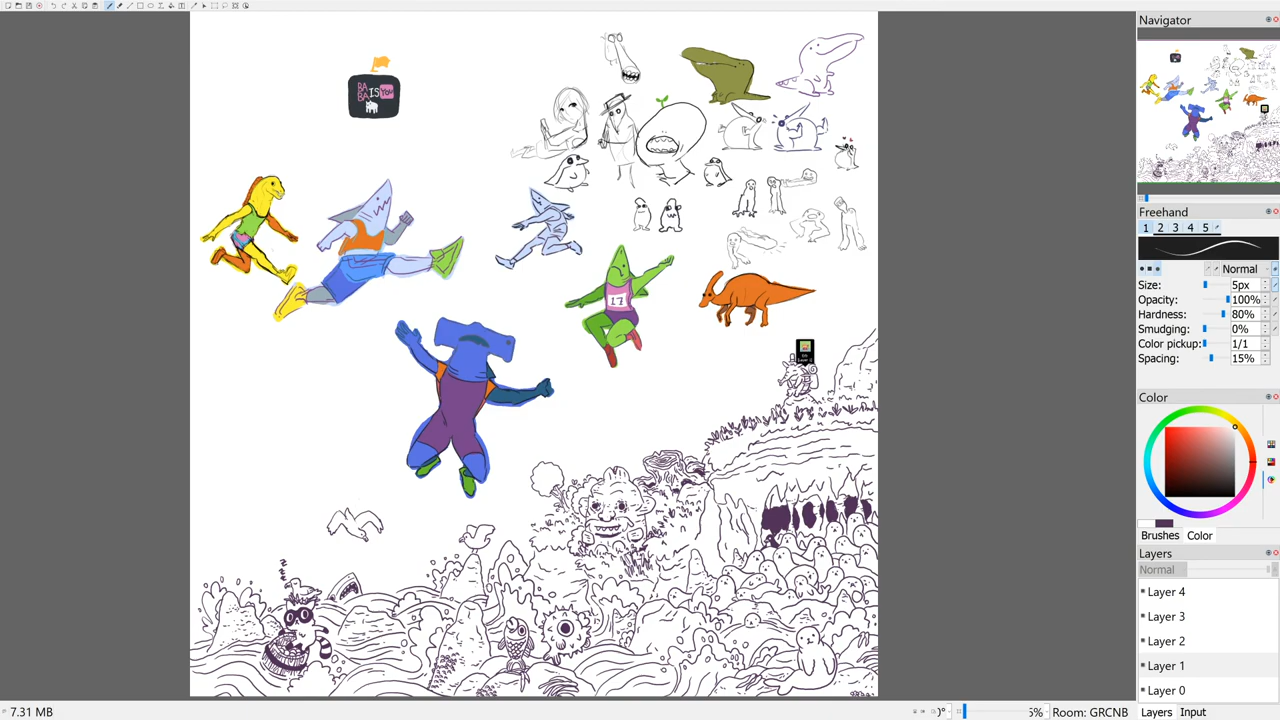 Navigator
BA BA IS YOU
17
z z z z
Freehand
1 2 3 4 5
Normal
Size: 5px
Opacity: 100%
Hardness: 80%
Smudging: 0%
Color pickup: 1/1
Spacing: 15%
Color
Brushes Color
Layers
Normal
Layer 4
Layer 3
Layer 2
Layer 1
Layer 0
7.31 MB
Room: GRCNB
Layers Input